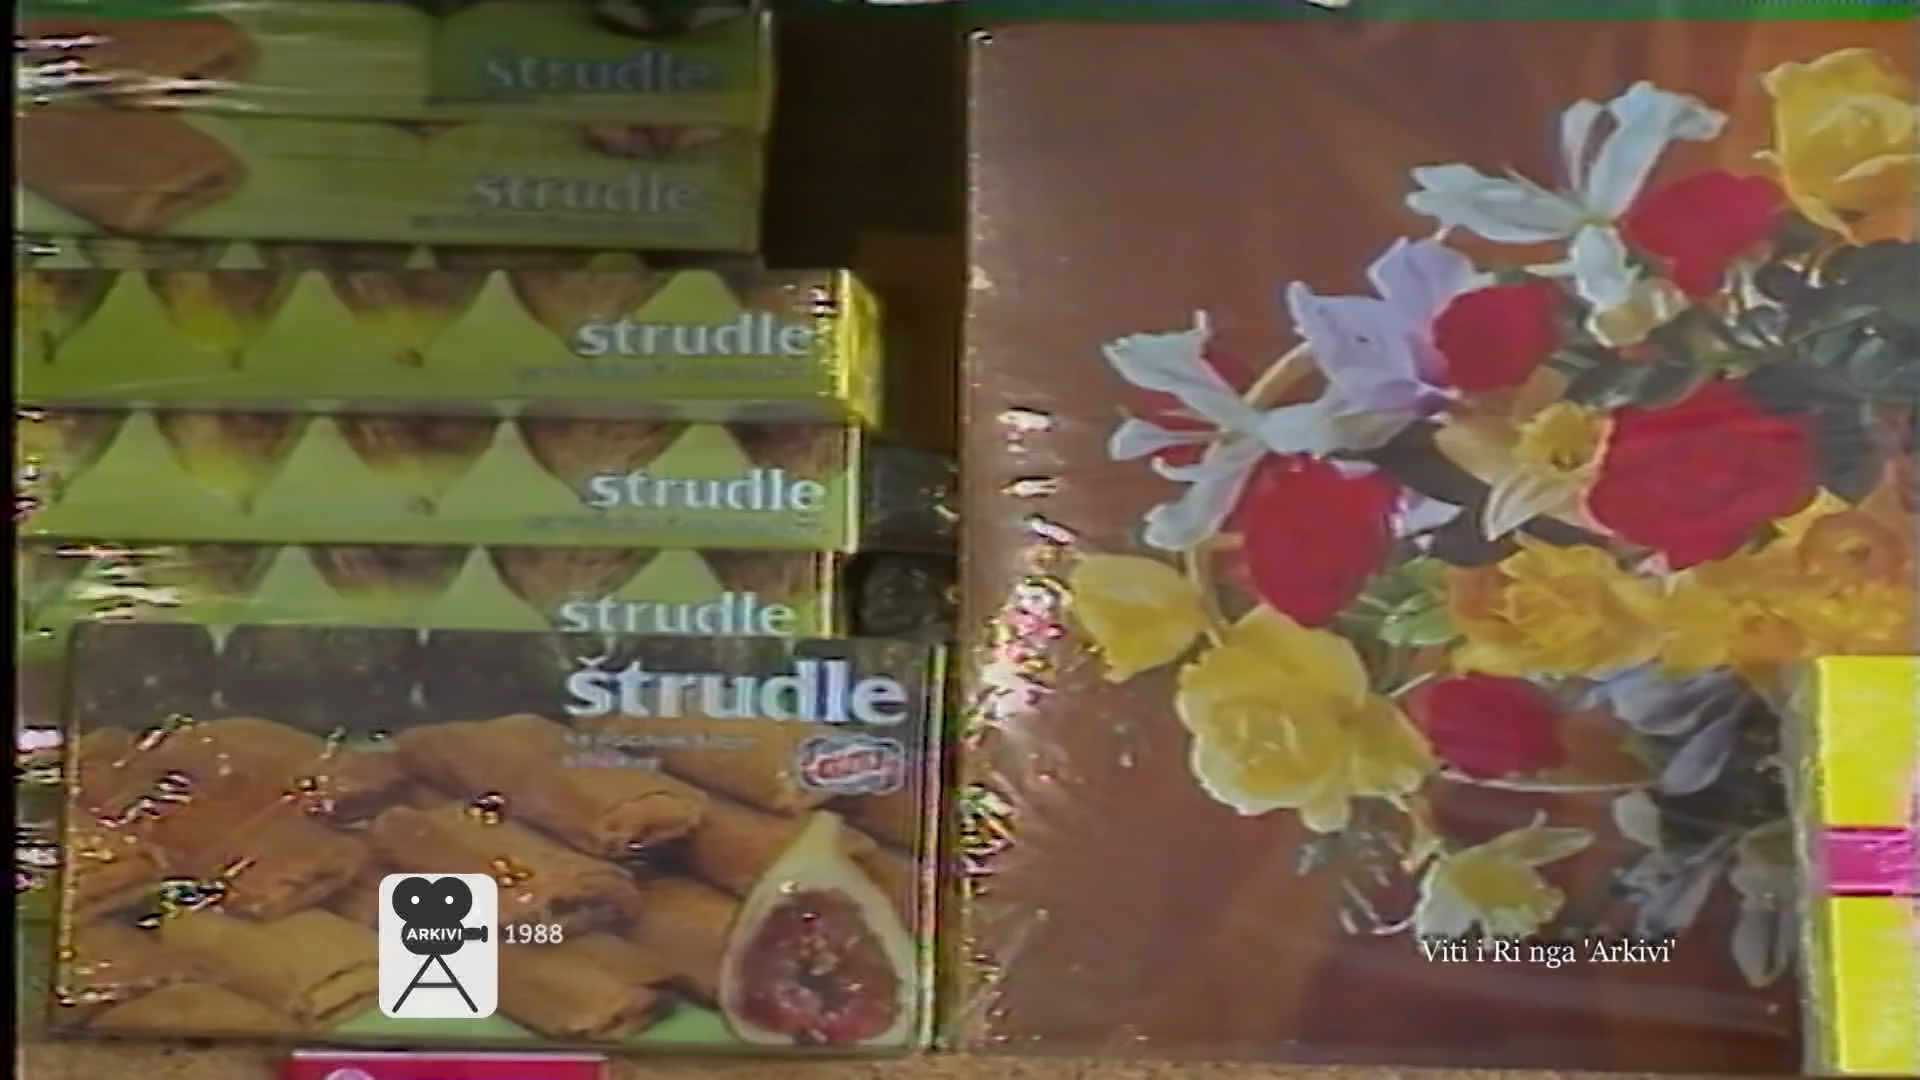 strudle
strudle
strudle
strudle
strudle
štrudle
ARKIVI
1988
Viti i Ri nga 'Arkivi'